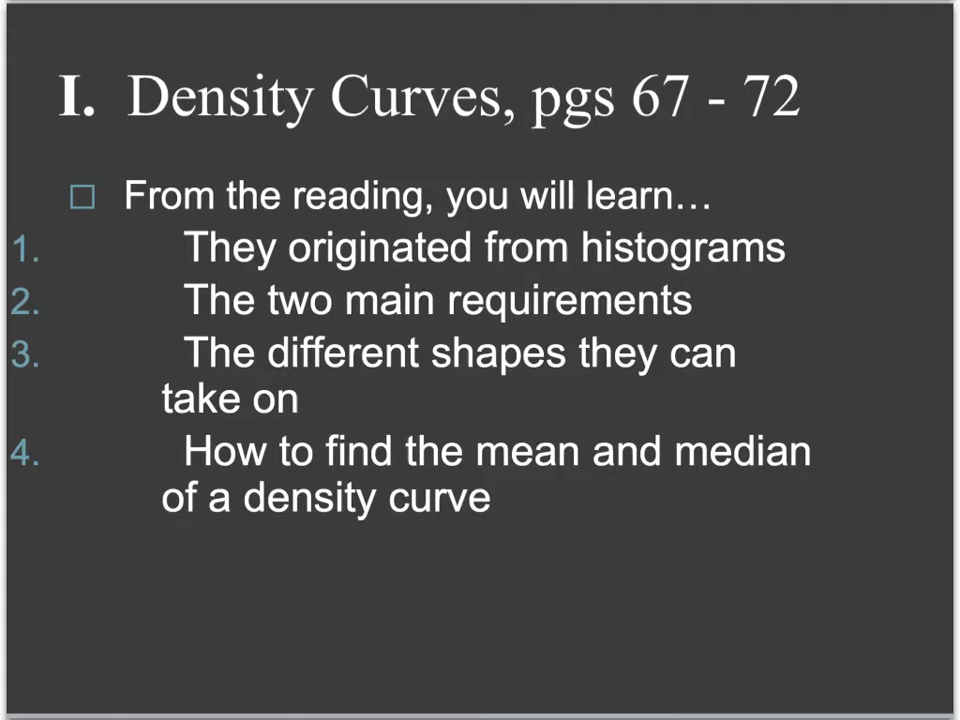 I. Density Curves, pgs 67 - 72
From the reading, you will learn…
1. They originated from histograms
2. The two main requirements
3. The different shapes they can
take on
4. How to find the mean and median
of a density curve